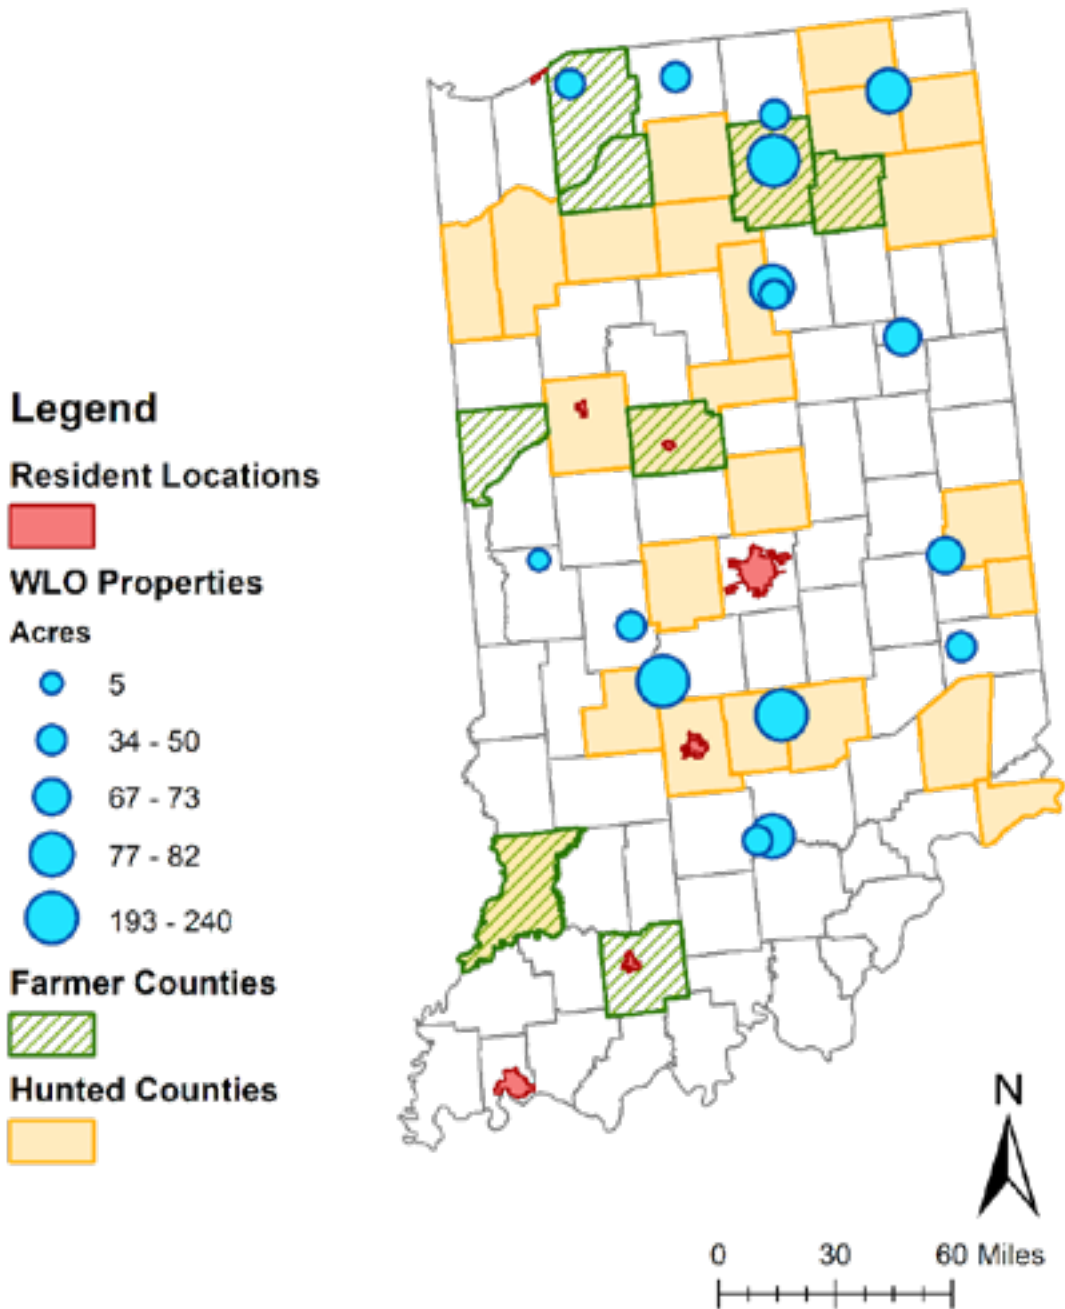 Legend
Resident Locations
WLO Properties
Acres
5
34 - 50
67 - 73
77 - 82
193 - 240
Farmer Counties
Hunted Counties
N
0 30 60 Miles